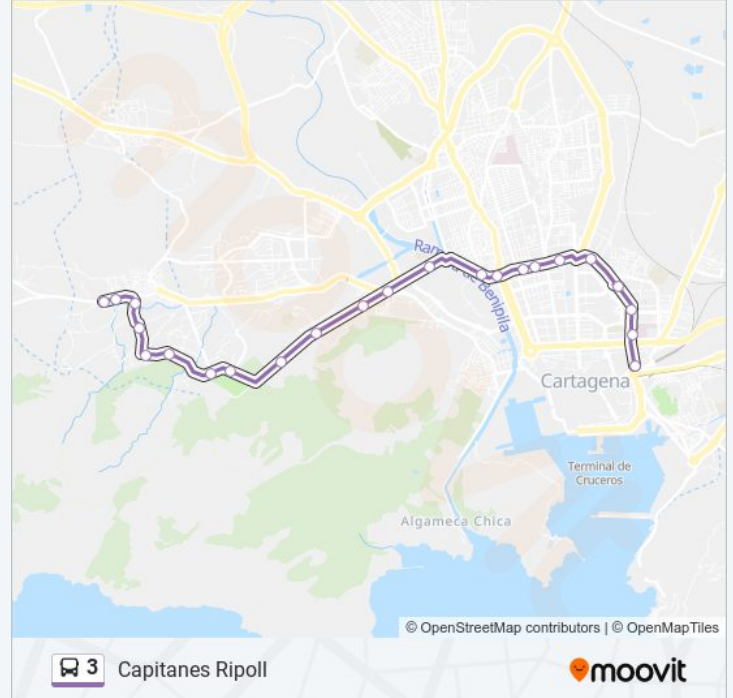 Rambla de Benipila
Cartagena
Terminal de
Cruceros
Algameca Chica
© OpenStreetMap contributors | © OpenMapTiles
3 Capitanes Ripoll
moovit